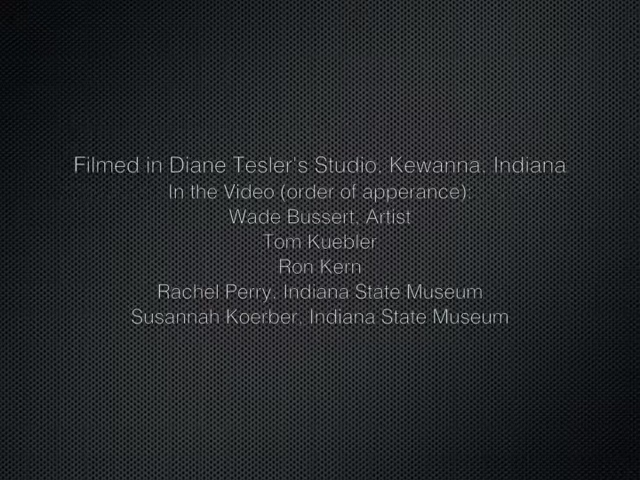 Filmed in Diane Tesler's Studio, Kewanna, Indiana
In the Video (order of apperance):
Wade Bussert, Artist
Tom Kuebler
Ron Kern
Rachel Perry, Indiana State Museum
Susannah Koerber, Indiana State Museum